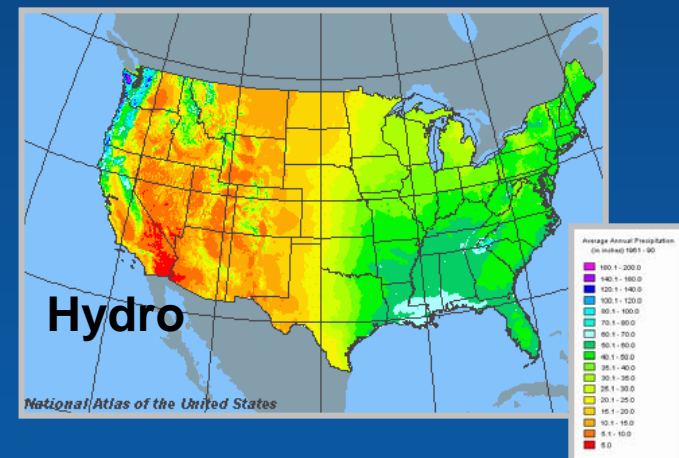 Hydro
National Atlas of the United States
Average Annual Precipitation
(in inches) 1961 - 90
180.1 - 200.0
140.1 - 180.0
120.1 - 140.0
100.1 - 120.0
80.1 - 100.0
70.1 - 80.0
60.1 - 70.0
50.1 - 60.0
40.1 - 50.0
35.1 - 40.0
30.1 - 35.0
25.1 - 30.0
20.1 - 25.0
15.1 - 20.0
10.1 - 15.0
5.1 - 10.0
5.0